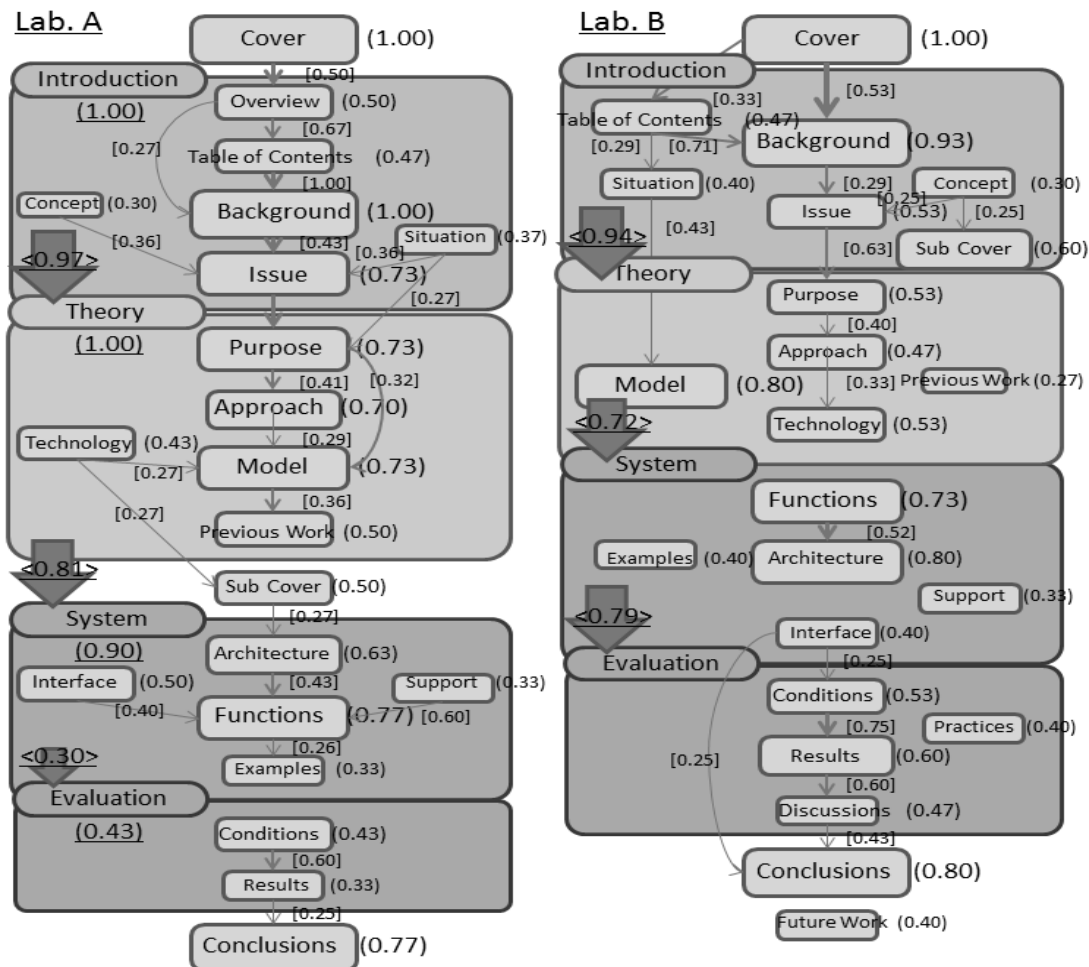 Lab. A
Cover (1.00)
[0.50]
Introduction
(1.00)
Overview (0.50)
[0.67]
[0.27]
Table of Contents (0.47)
[1.00]
Concept (0.30)
Background (1.00)
[0.43]
Situation (0.37)
[0.36]
[0.36]
<0.97>
Issue (0.73)
[0.27]
Theory
(1.00)
Purpose (0.73)
[0.41]
[0.32]
Approach (0.70)
[0.29]
Technology (0.43)
[0.27]
Model (0.73)
[0.36]
[0.27]
Previous Work (0.50)
<0.81>
Sub Cover (0.50)
[0.27]
System
(0.90)
Architecture (0.63)
Interface (0.50)
[0.43]
Support (0.33)
[0.40]
Functions (0.77)
[0.60]
[0.26]
<0.30>
Examples (0.33)
Evaluation
(0.43)
Conditions (0.43)
[0.60]
Results (0.33)
[0.25]
Conclusions (0.77)
Lab. B
Cover (1.00)
Introduction
[0.33]
[0.53]
Table of Contents (0.47)
[0.29]
[0.71]
Background (0.93)
Situation (0.40)
[0.29]
Concept (0.30)
[0.25]
Issue (0.53)
[0.25]
<0.94>
[0.43]
[0.63]
Sub Cover (0.60)
Theory
Purpose (0.53)
[0.40]
Approach (0.47)
Model (0.80)
[0.33]
Previous Work (0.27)
<0.72>
Technology (0.53)
System
Functions (0.73)
[0.52]
Examples (0.40)
Architecture (0.80)
Support (0.33)
<0.79>
Interface (0.40)
[0.25]
Evaluation
Conditions (0.53)
[0.75]
Practices (0.40)
[0.25]
Results (0.60)
[0.60]
Discussions (0.47)
[0.43]
Conclusions (0.80)
Future Work (0.40)